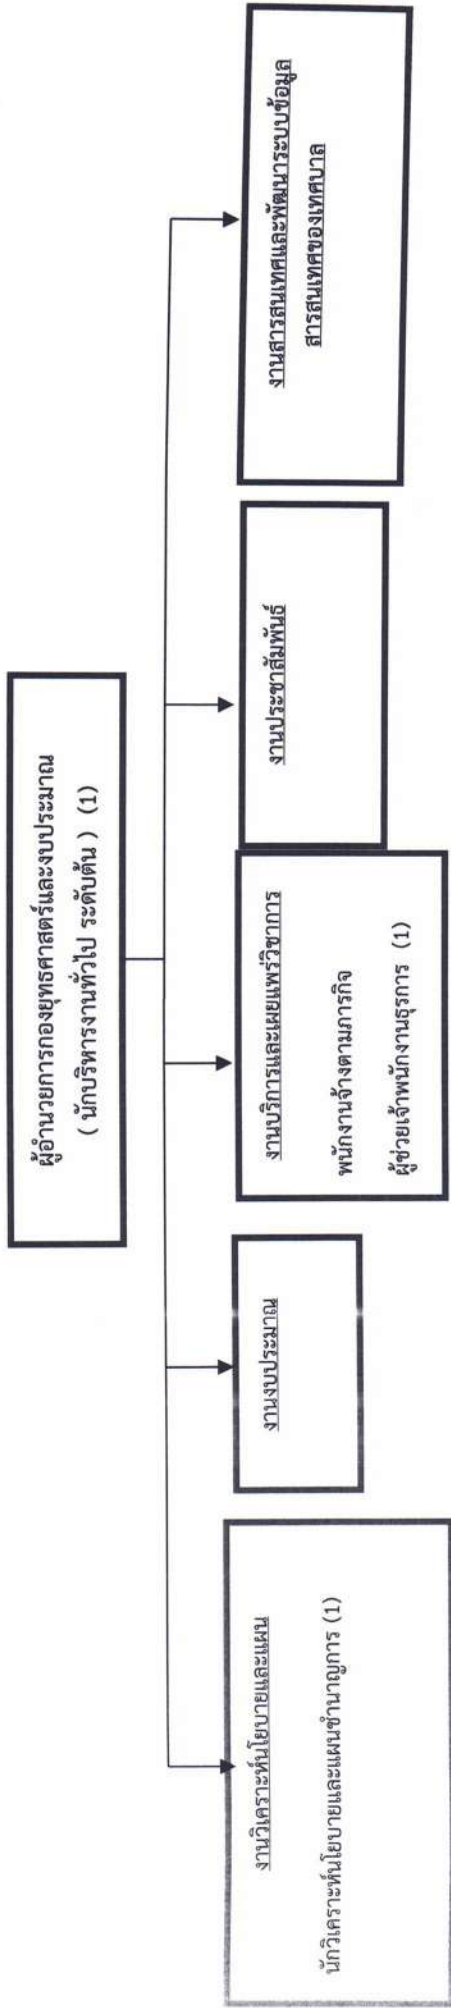 ผู้อำนวยการกองยุทธศาสตร์และงบประมาณ
( นักบริหารงานทั่วไป ระดับต้น ) (1)
งานวิเคราะห์นโยบายและแผน
นักวิเคราะห์นโยบายและแผนชำนาญการ (1)
งานงบประมาณ
งานบริการและเผยแพร่วิชาการ
พนักงานจ้างตามภารกิจ
ผู้ช่วยเจ้าพนักงานธุรการ (1)
งานประชาสัมพันธ์
งานสารสนเทศและพัฒนาระบบข้อมูล
สารสนเทศของเทศบาล